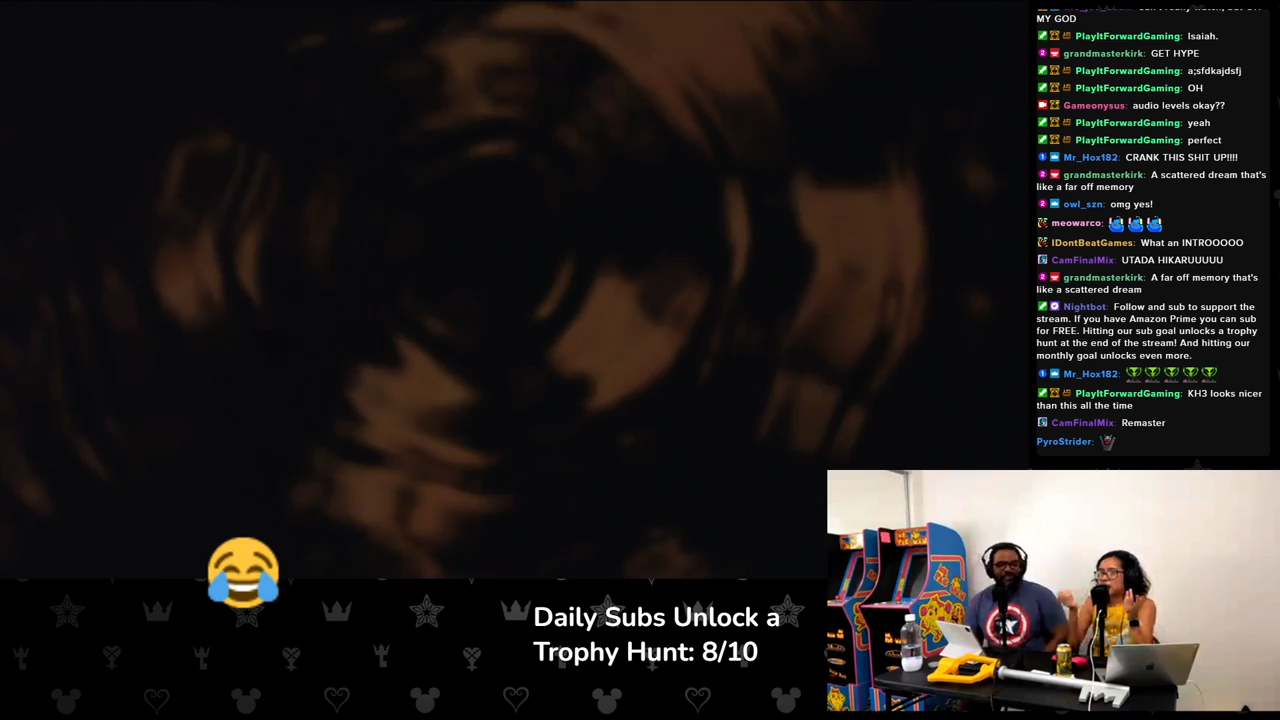 MY GOD
PlayItForwardGaming: Isaiah.
grandmasterkirk: GET HYPE
PlayItForwardGaming: a;sfdkajdsfj
PlayItForwardGaming: OH
Gameonysus: audio levels okay??
PlayItForwardGaming: yeah
PlayItForwardGaming: perfect
Mr_Hox182: CRANK THIS SHIT UP!!!!
grandmasterkirk: A scattered dream that's
like a far off memory
owl_szn: omg yes!
meowarco:
IDontBeatGames: What an INTROOOOO
CamFinalMix: UTADA HIKARUUUUU
grandmasterkirk: A far off memory that's
like a scattered dream
Nightbot: Follow and sub to support the
stream. If you have Amazon Prime you can sub
for FREE. Hitting our sub goal unlocks a trophy
hunt at the end of the stream! And hitting our
monthly goal unlocks even more.
Mr_Hox182:
PlayItForwardGaming: KH3 looks nicer
than this all the time
CamFinalMix: Remaster
PyroStrider:
Daily Subs Unlock a
Trophy Hunt: 8/10